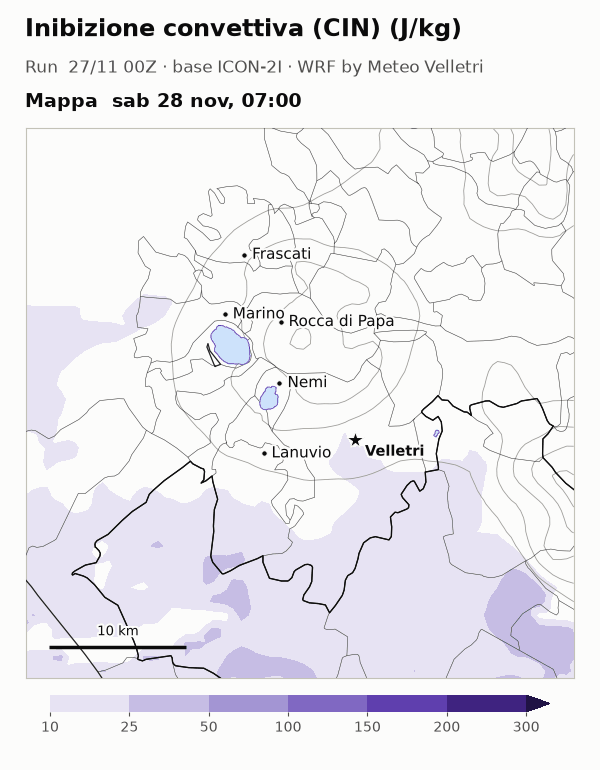 Inibizione convettiva (CIN) (J/kg)
Run  27/11 00Z · base ICON-2I · WRF by Meteo Velletri
Mappa  sab 28 nov, 07:00
Frascati
Marino
Rocca di Papa
Nemi
Velletri
Lanuvio
10 km
10 25 50 100 150 200 300